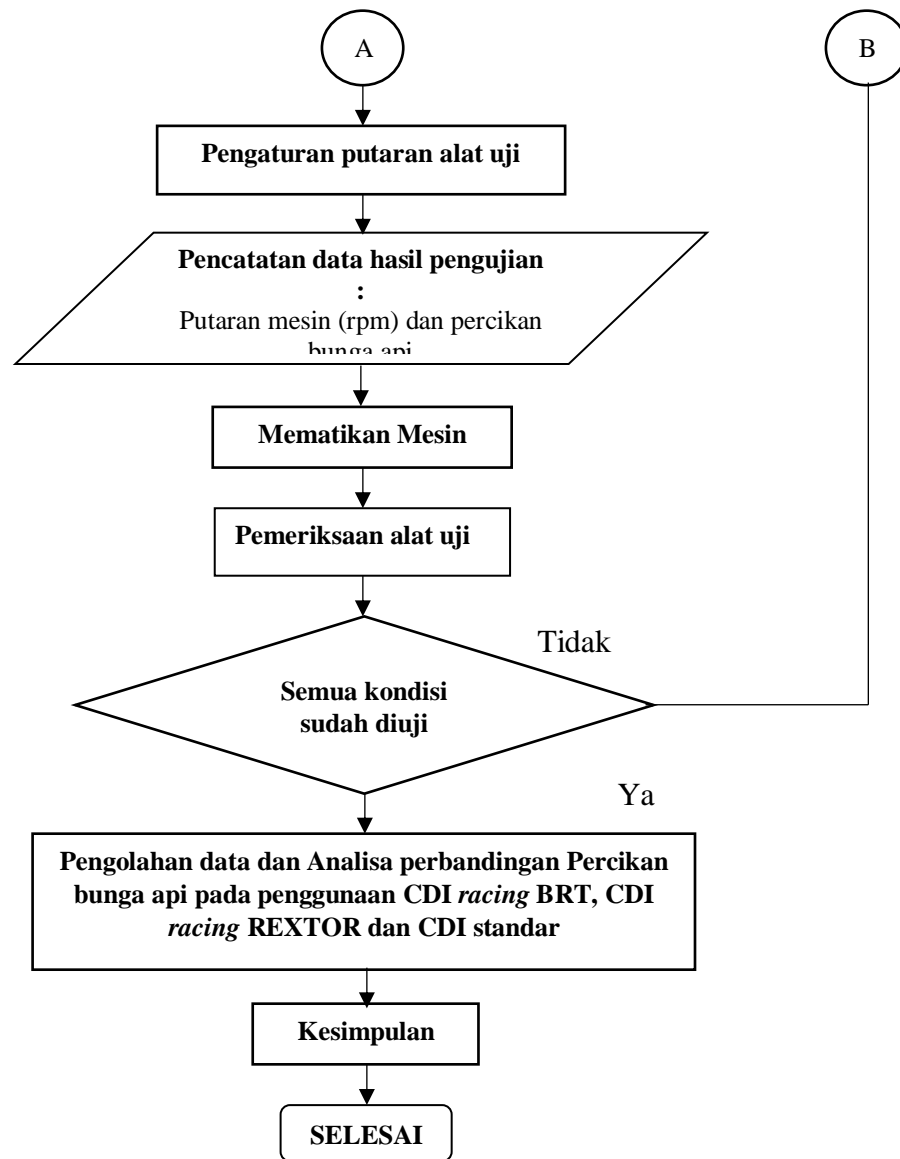 A
B
Pengaturan putaran alat uji
Pencatatan data hasil pengujian
:
Putaran mesin (rpm) dan percikan
bunga api
Mematikan Mesin
Pemeriksaan alat uji
Tidak
Semua kondisi
sudah diuji
Ya
Pengolahan data dan Analisa perbandingan Percikan
bunga api pada penggunaan CDI racing BRT, CDI
racing REXTOR dan CDI standar
Kesimpulan
SELESAI